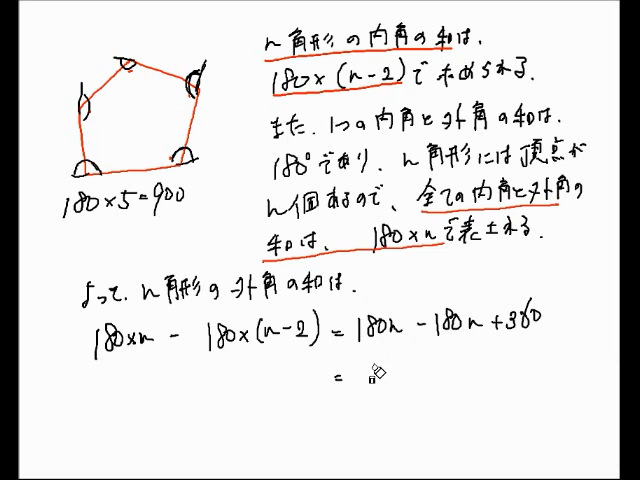 n角形の内角の和は、
180×(n-2)で求められる.
また、1つの内角と外角の和は.
180°であり、n角形には頂点が
n個あるので、全ての内角と外角の
和は、 180×nで表される.
180×5=900
よって、n角形の外角の和は.
180×n - 180×(n-2) = 180n - 180n + 360
=